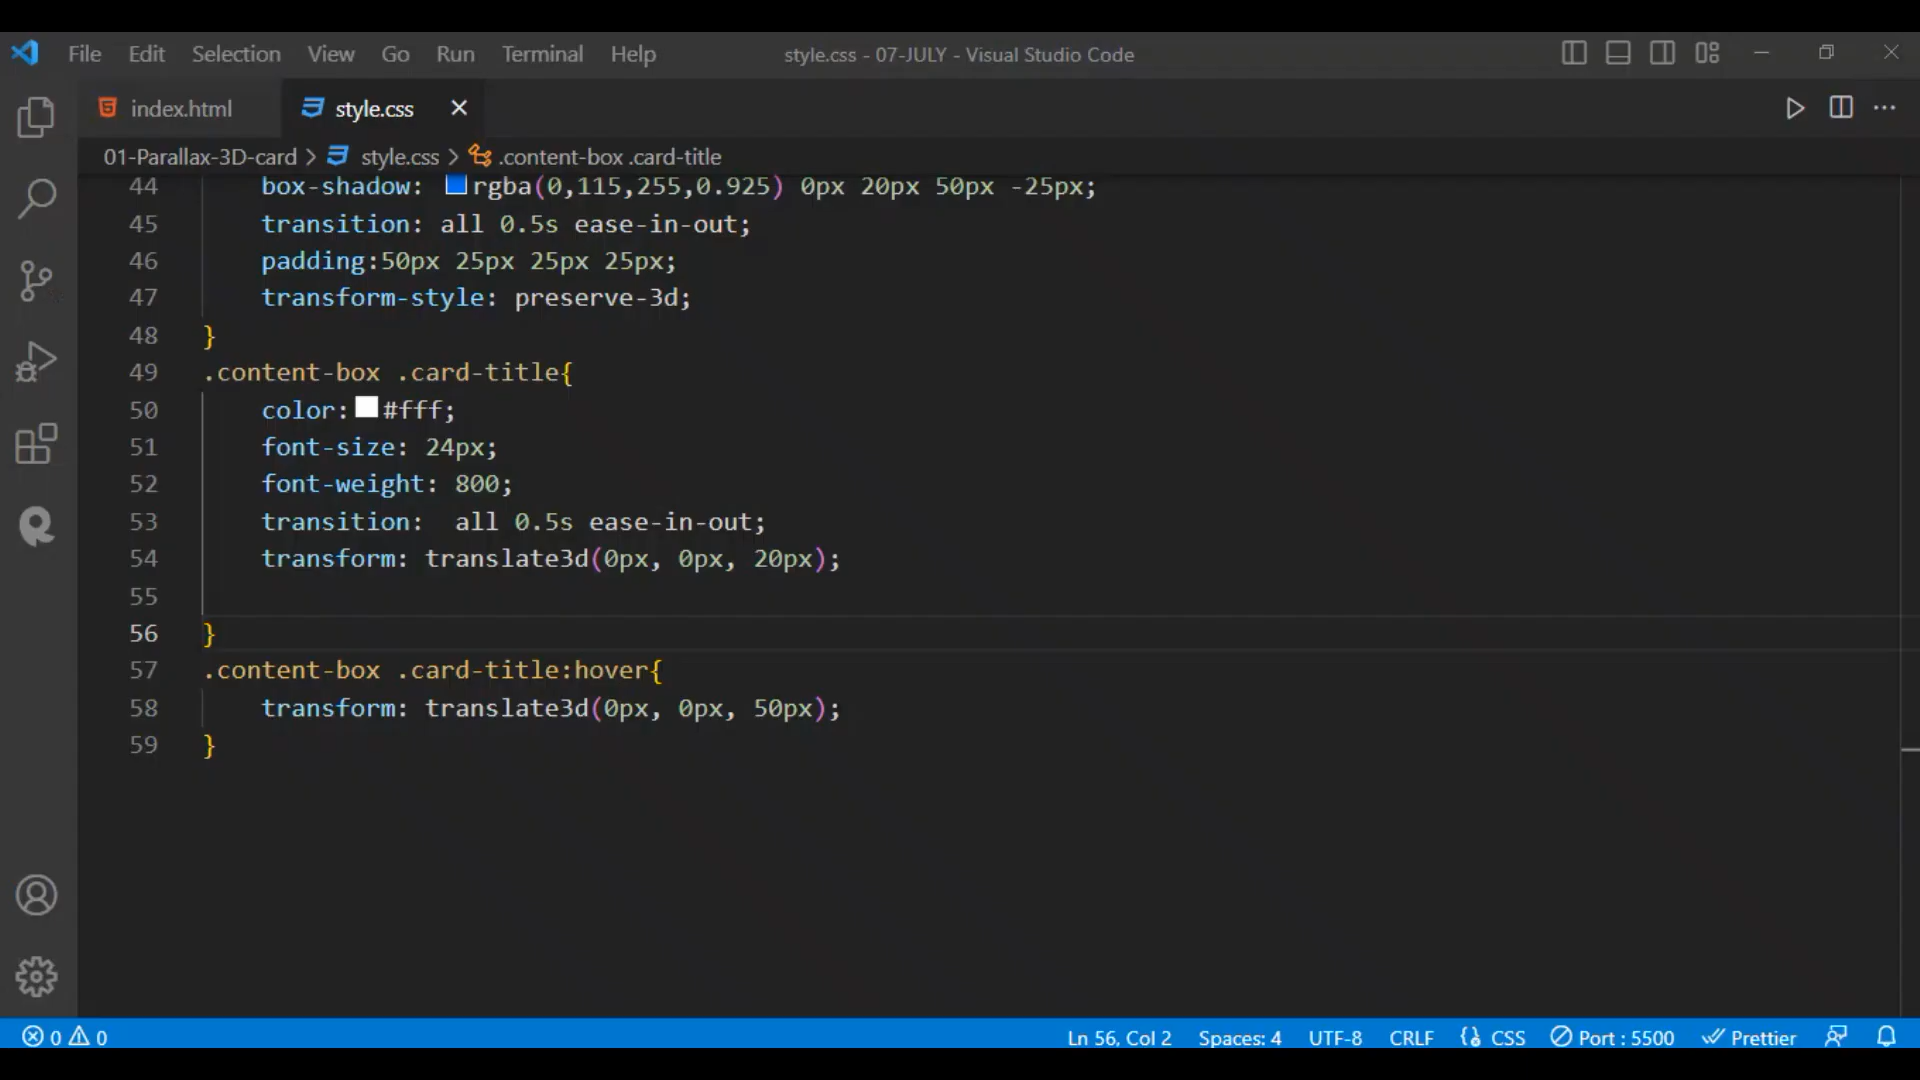 File Edit Selection View Go Run Terminal Help style.css - 07-JULY - Visual Studio Code
index.html style.css
01-Parallax-3D-card > style.css > .content-box .card-title
44 box-shadow: rgba(0,115,255,0.925) 0px 20px 50px -25px;
45 transition: all 0.5s ease-in-out;
46 padding:50px 25px 25px 25px;
47 transform-style: preserve-3d;
48 }
49 .content-box .card-title{
50 color: #fff;
51 font-size: 24px;
52 font-weight: 800;
53 transition:  all 0.5s ease-in-out;
54 transform: translate3d(0px, 0px, 20px);
55
56 }
57 .content-box .card-title:hover{
58 transform: translate3d(0px, 0px, 50px);
59 }
0 0 Ln 56, Col 2 Spaces: 4 UTF-8 CRLF CSS Port : 5500 Prettier